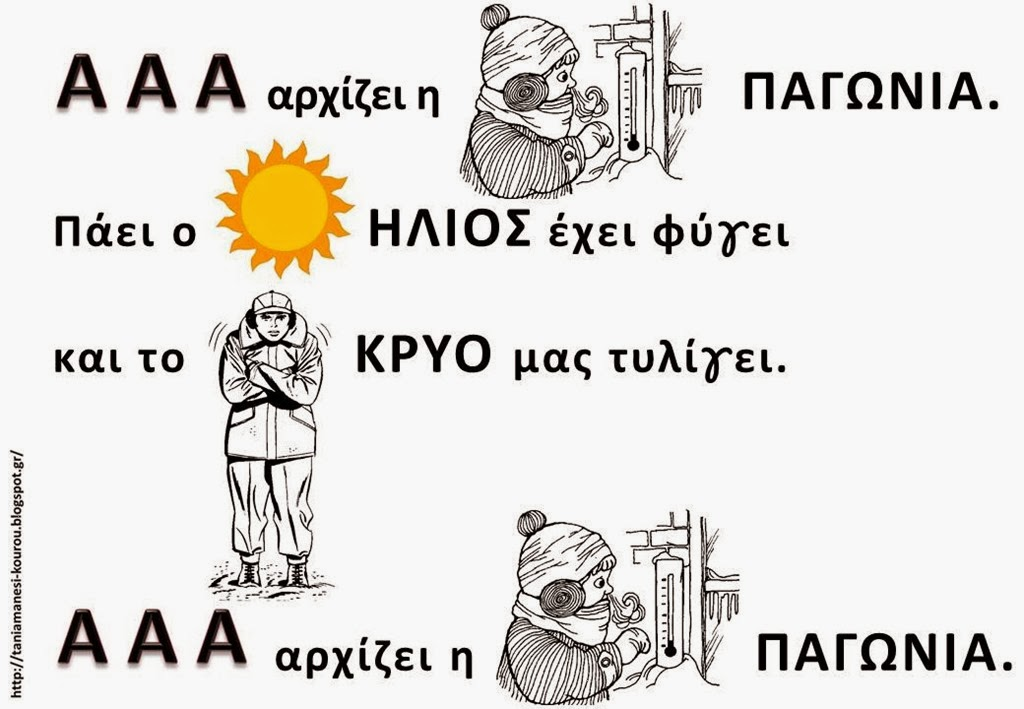 Α Α Α αρχίζει η ΠΑΓΩΝΙΑ.
Πάει ο ΗΛΙΟΣ έχει φύγει
και το ΚΡΥΟ μας τυλίγει.
Α Α Α αρχίζει η ΠΑΓΩΝΙΑ.
http://taniamanesi-kourou.blogspot.gr/